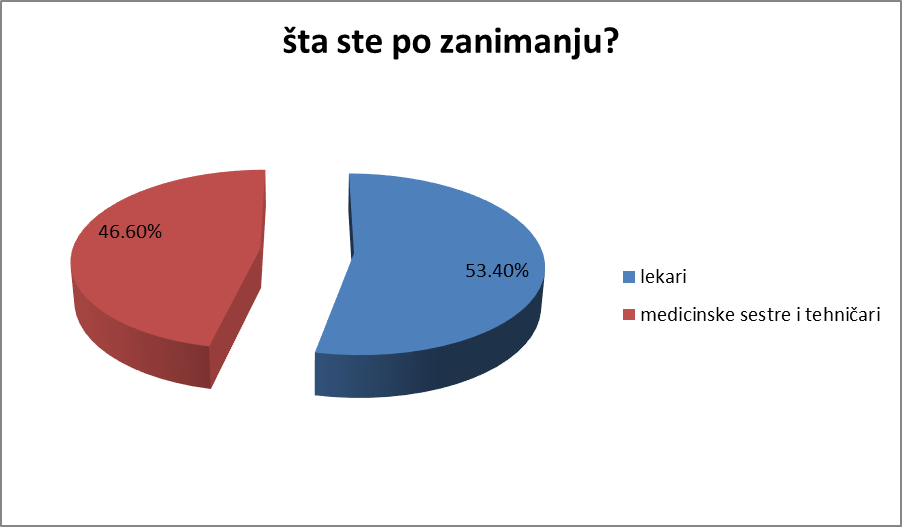 šta ste po zanimanju?
46.60%
53.40%
lekari
medicinske sestre i tehničari